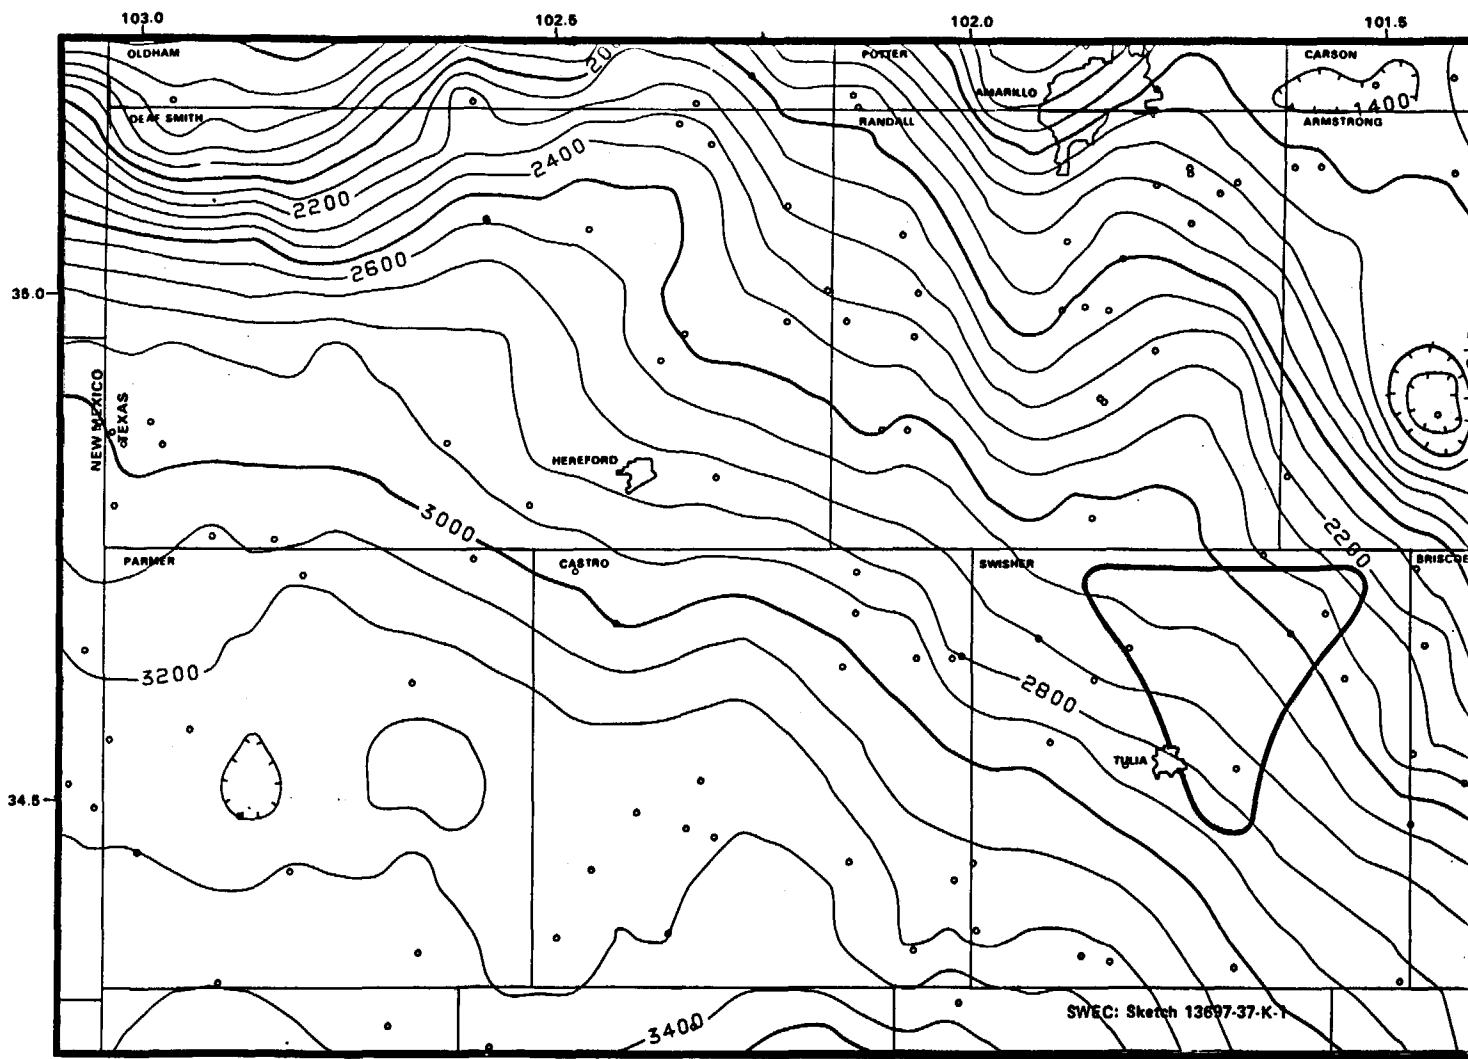 103.0
102.5
102.0
101.5
OLDHAM
POTTER
CARSON
AMARILLO
1400
DEAF SMITH
RANDALL
ARMSTRONG
2400
2200
2600
35.0
NEW MEXICO
TEXAS
HEREFORD
3000
2200
PARMER
CASTRO
SWISHER
BRISCOE
3200
2800
TULIA
34.5
SWEC: Sketch 13697-37-K-1
3400